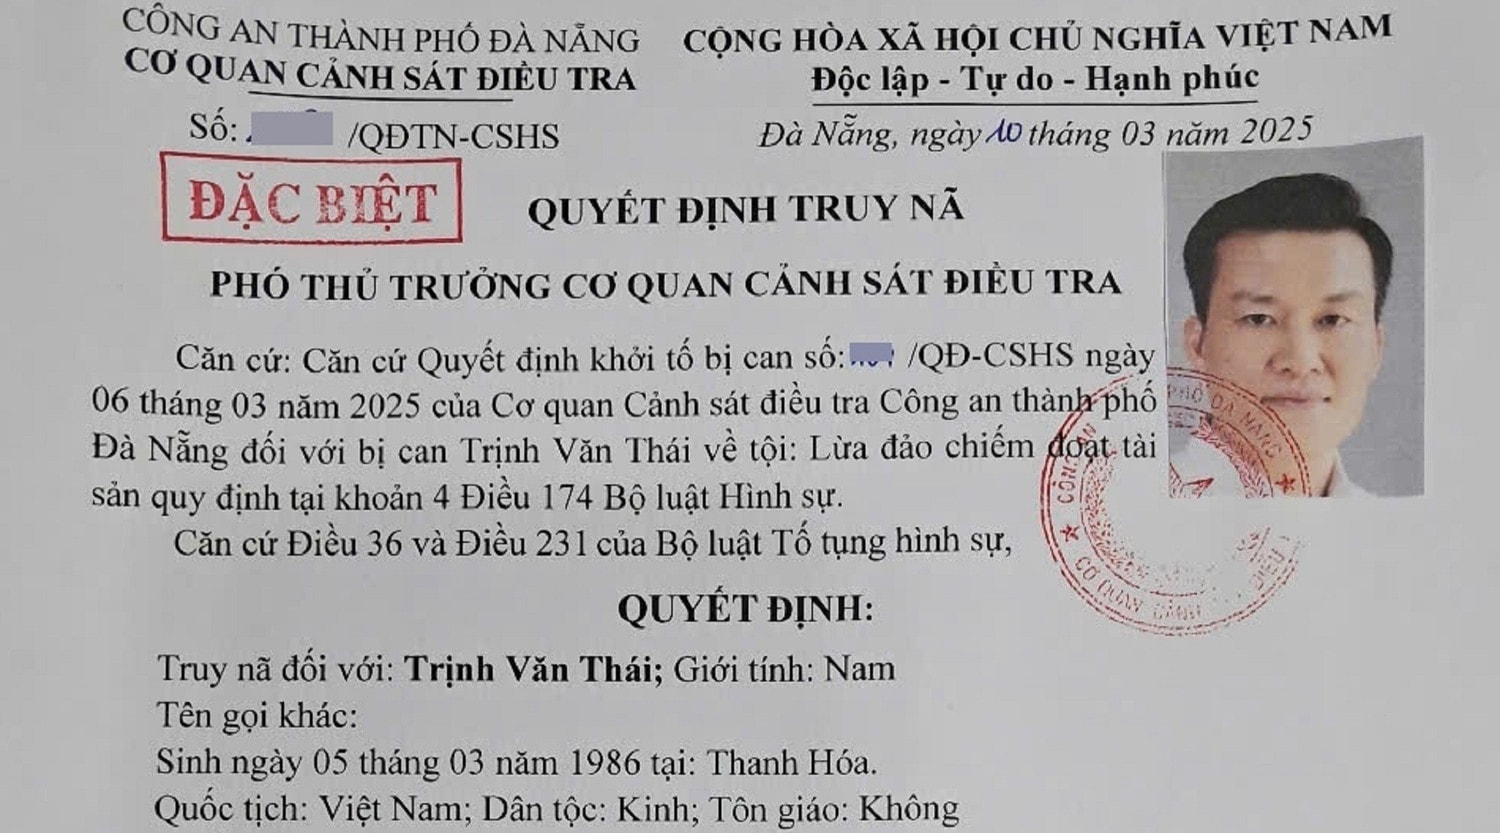 CÔNG AN THÀNH PHỐ ĐÀ NẴNG
CƠ QUAN CẢNH SÁT ĐIỀU TRA
Số: /QĐTN-CSHS
CỘNG HÒA XÃ HỘI CHỦ NGHĨA VIỆT NAM
Độc lập - Tự do - Hạnh phúc
Đà Nẵng, ngày 10 tháng 03 năm 2025
ĐẶC BIỆT
QUYẾT ĐỊNH TRUY NÃ
PHÓ THỦ TRƯỞNG CƠ QUAN CẢNH SÁT ĐIỀU TRA
Căn cứ: Căn cứ Quyết định khởi tố bị can số: /QĐ-CSHS ngày
06 tháng 03 năm 2025 của Cơ quan Cảnh sát điều tra Công an thành phố
Đà Nẵng đối với bị can Trịnh Văn Thái về tội: Lừa đảo chiếm đoạt tài
sản quy định tại khoản 4 Điều 174 Bộ luật Hình sự.
Căn cứ Điều 36 và Điều 231 của Bộ luật Tố tụng hình sự,
QUYẾT ĐỊNH:
Truy nã đối với: Trịnh Văn Thái; Giới tính: Nam
Tên gọi khác:
Sinh ngày 05 tháng 03 năm 1986 tại: Thanh Hóa.
Quốc tịch: Việt Nam; Dân tộc: Kinh; Tôn giáo: Không
PHỐ ĐÀ NẴNG
CƠ QUAN CẢNH